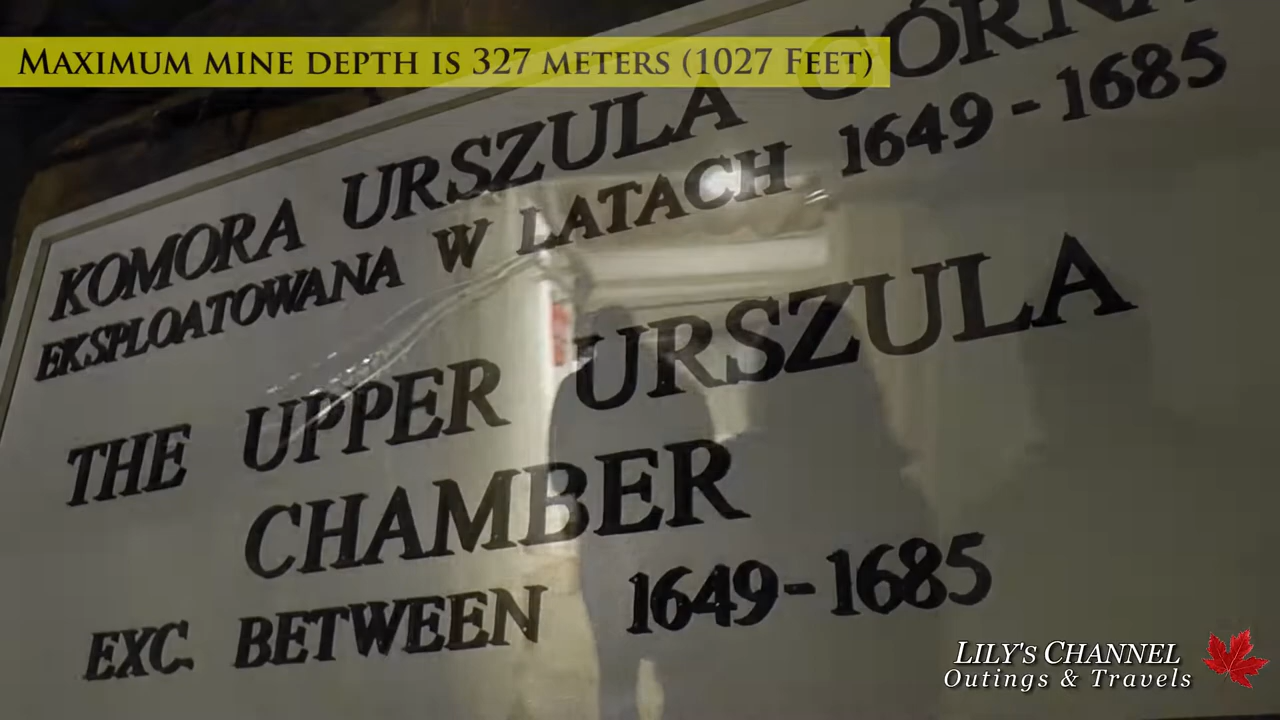 MAXIMUM MINE DEPTH IS 327 METERS (1027 FEET)
KOMORA URSZULA GÓRNA
EKSPLOATOWANA W LATACH 1649-1685
THE UPPER URSZULA
CHAMBER
EXC. BETWEEN 1649-1685
LILY'S CHANNEL
Outings & Travels